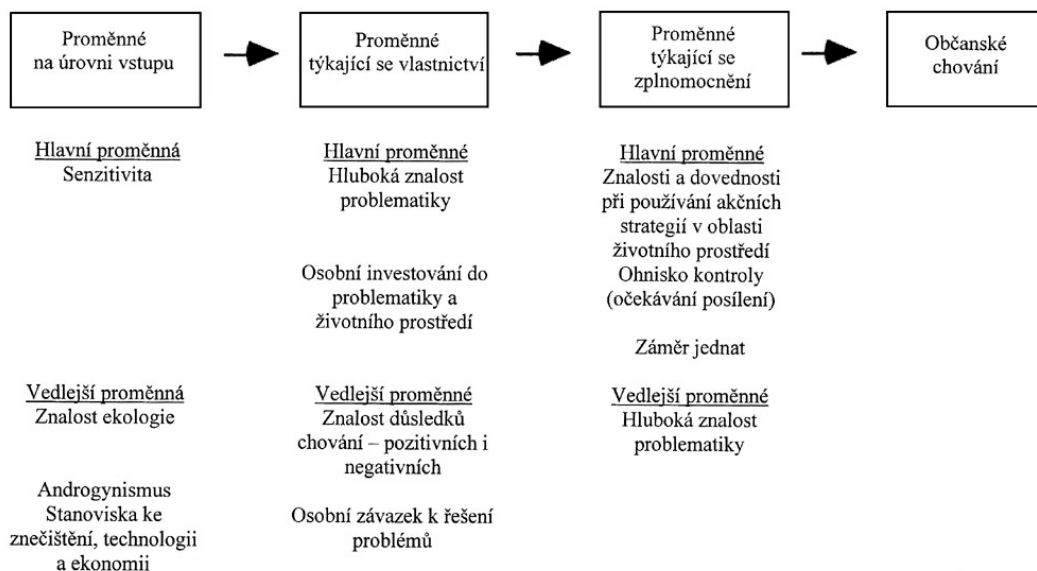 Proměnné
na úrovni vstupu
Proměnné
týkající se vlastnictví
Proměnné
týkající se
zplnomocnění
Občanské
chování
Hlavní proměnná
Senzitivita
Vedlejší proměnná
Znalost ekologie
Androgynismus
Stanoviska ke
znečištění, technologii
a ekonomii
Hlavní proměnné
Hluboká znalost
problematiky
Osobní investování do
problematiky a
životního prostředí
Vedlejší proměnné
Znalost důsledků
chování – pozitivních i
negativních
Osobní závazek k řešení
problémů
Hlavní proměnné
Znalosti a dovednosti
při používání akčních
strategií v oblasti
životního prostředí
Ohnisko kontroly
(očekávání posílení)
Záměr jednat
Vedlejší proměnné
Hluboká znalost
problematiky